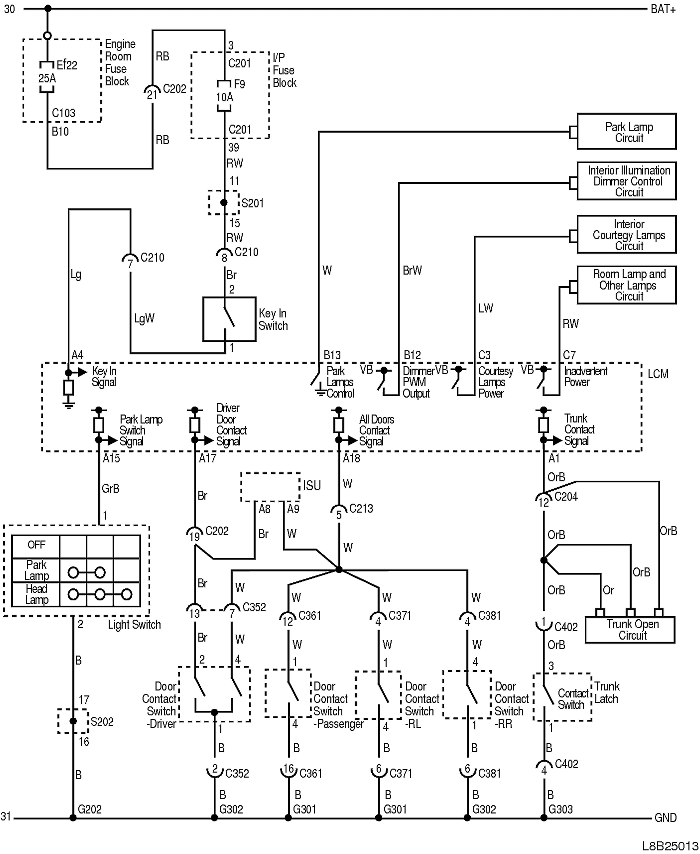 30
BAT+
Engine
Room
Fuse
Block
Ef22
25A
C103
B10
RB
21
C202
RB
3
C201
F9
10A
C201
39
I/P
Fuse
Block
RW
11
S201
15
RW
8
C210
Br
2
Key In
Switch
1
Lg
7
C210
LgW
Park Lamp
Circuit
Interior Illumination
Dimmer Control
Circuit
Interior
Courtegy Lamps
Circuit
Room Lamp and
Other Lamps
Circuit
W
BrW
LW
RW
A4
B13
B12
C3
C7
LCM
Key In
Signal
Park
Lamps
Control
VB
Dimmer
PWM
Output
VB
Courtesy
Lamps
Power
VB
Inadvertent
Power
Park Lamp
Switch
Signal
Driver
Door
Contact
Signal
All Doors
Contact
Signal
Trunk
Contact
Signal
A15
A17
A18
A1
GrB
1
Br
ISU
A8
A9
W
OrB
19
C202
Br
W
5
C213
12
C204
W
OrB
OrB
OrB
OFF
Park
Lamp
Head
Lamp
Light Switch
Br
W
OrB
Or
13
7
C352
12
C361
4
C371
4
C381
1
C402
Trunk Open
Circuit
2
B
Br
W
W
W
W
OrB
2
4
1
1
4
3
Door
Contact
Switch
-Driver
Door
Contact
Switch
-Passenger
Door
Contact
Switch
-RL
Door
Contact
Switch
-RR
Contact
Switch
Trunk
Latch
17
S202
16
1
4
4
1
1
B
B
B
B
B
2
C352
16
C361
6
C371
6
C381
4
C402
B
B
B
B
B
B
31
G202
G302
G301
G301
G302
G303
GND
L8B25013